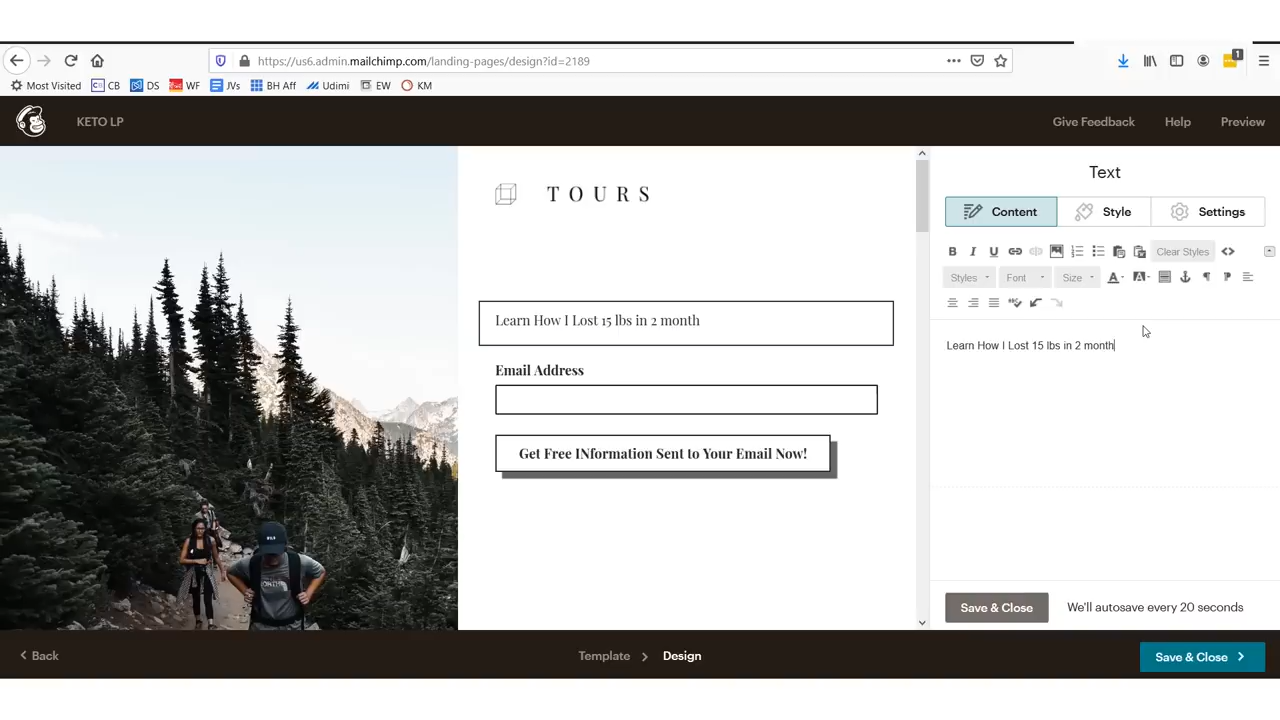 https://us6.admin.mailchimp.com/landing-pages/design?id=2189
1
Most Visited CB DS WF JVs BH Aff Udimi EW KM
KETO LP
Give Feedback Help Preview
TOURS
Learn How I Lost 15 lbs in 2 month
Email Address
Get Free INformation Sent to Your Email Now!
Text
Content Style Settings
B I U Clear Styles
Styles Font Size A A
Learn How I Lost 15 lbs in 2 month
Save & Close We'll autosave every 20 seconds
Back Template Design Save & Close